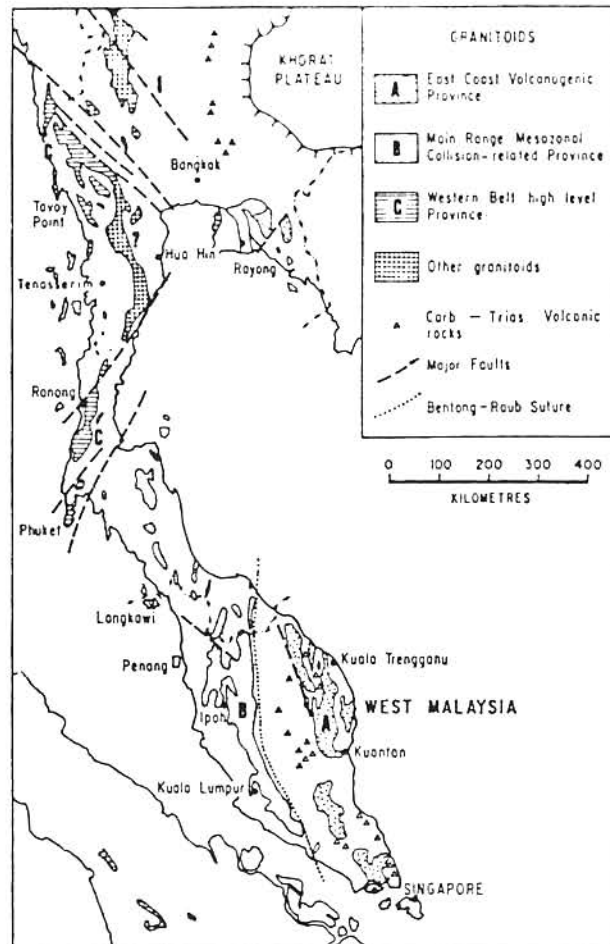 GRANITOIDS
A
East Coast Volcanogenic
Province
B
Main Range Mesozonal
Collision-related Province
C
Western Belt high level
Province
Other granitoids
Carb - Trias Volcanic
rocks
Major Faults
Bentong-Raub Suture
0 100 200 300 400
XILOMETRES
KHORAT
PLATEAU
Bangkok
C
Tavoy
Point
?
Hua Hin
Rayong
Tenasserim
Ranong
C
Phuket
Langkawi
Penang
Kuala Trengganu
B
WEST MALAYSIA
A
Ipoh
Kuantan
Kuala Lumpur
SINGAPORE